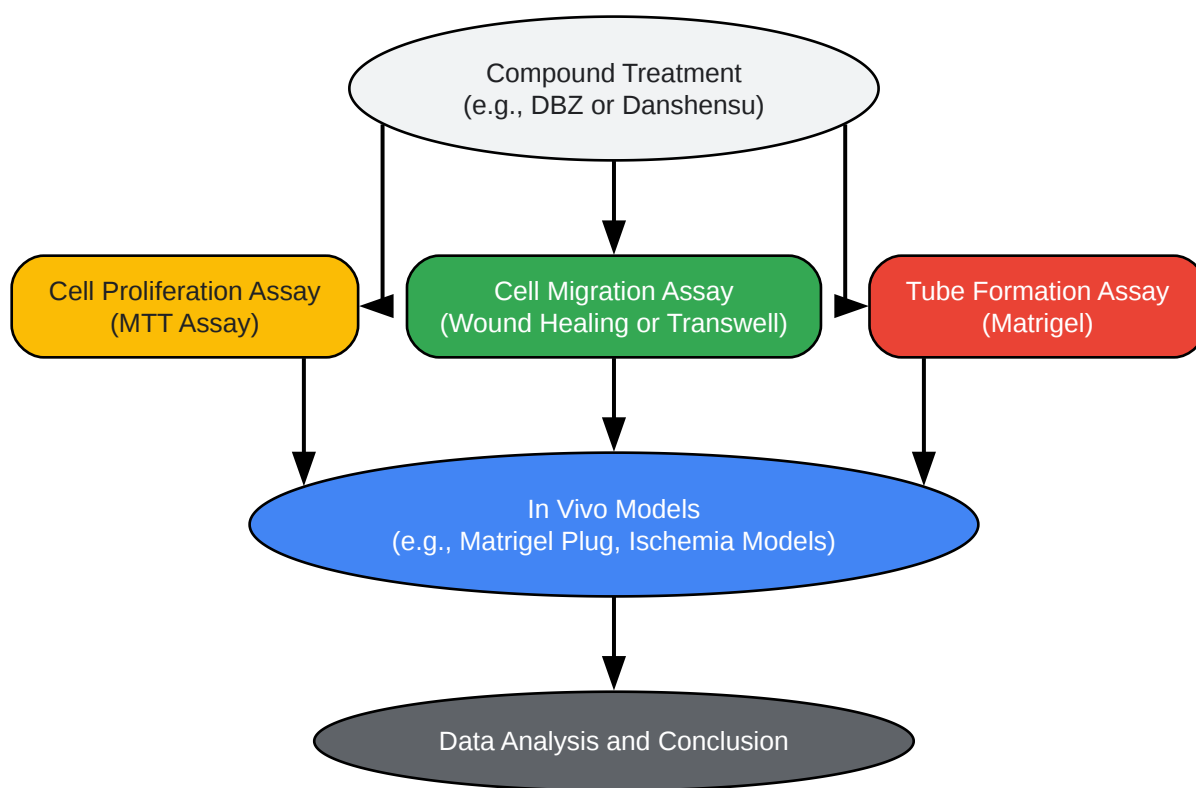 Compound Treatment
(e.g., DBZ or Danshensu)
Cell Proliferation Assay
(MTT Assay)
Cell Migration Assay
(Wound Healing or Transwell)
Tube Formation Assay
(Matrigel)
In Vivo Models
(e.g., Matrigel Plug, Ischemia Models)
Data Analysis and Conclusion